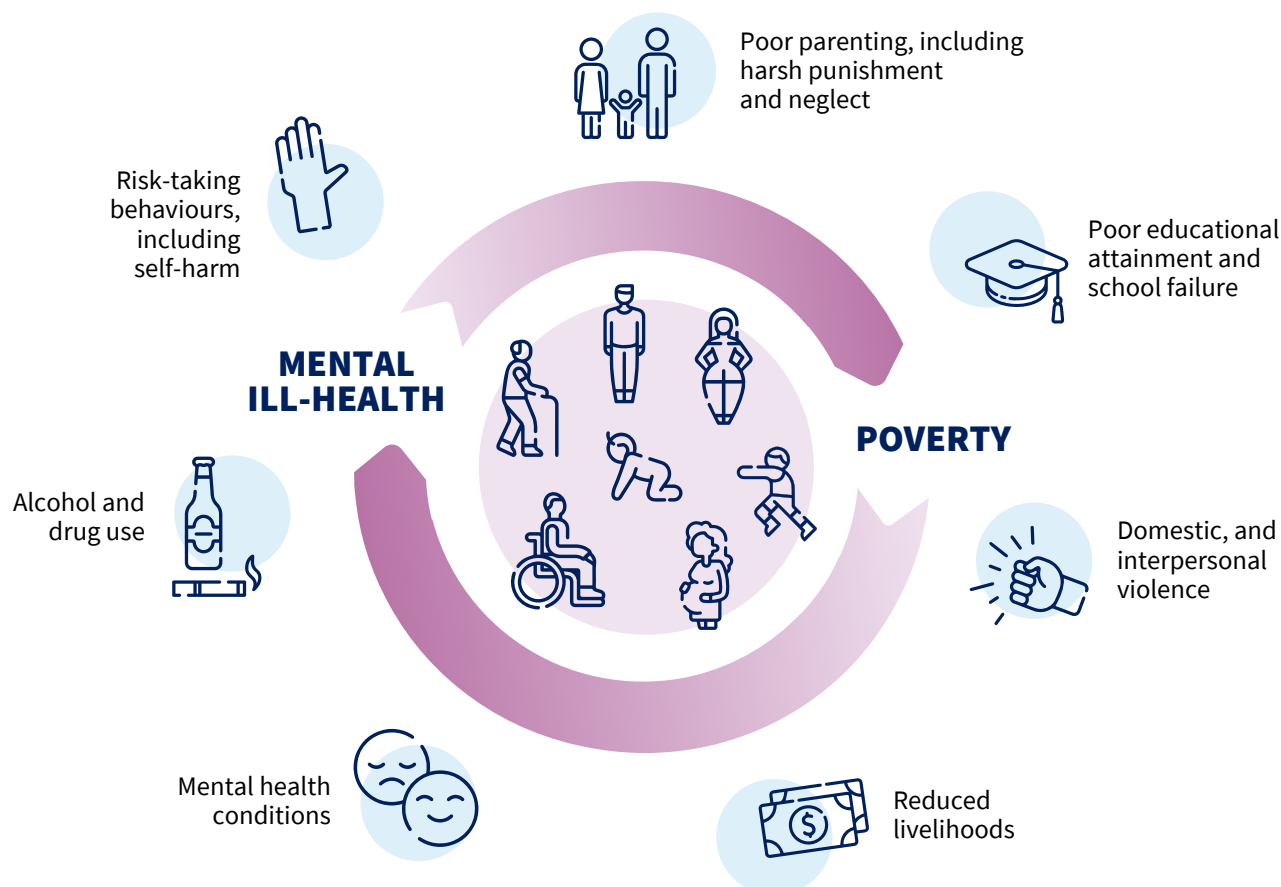 Poor parenting, including
harsh punishment
and neglect
Risk-taking
behaviours,
including
self-harm
Poor educational
attainment and
school failure
MENTAL
ILL-HEALTH
POVERTY
Alcohol and
drug use
Domestic, and
interpersonal
violence
Mental health
conditions
$
Reduced
livelihoods